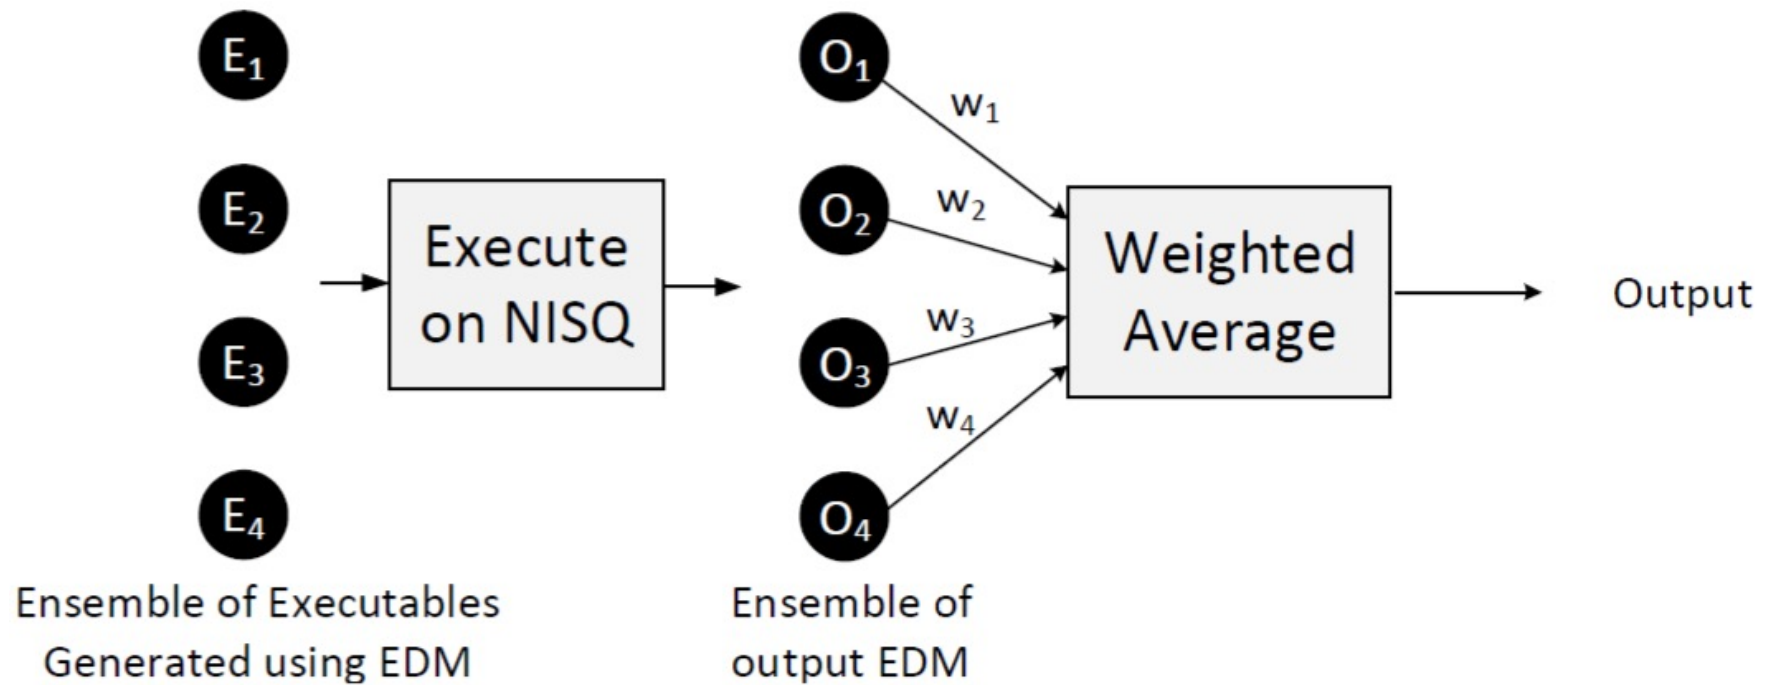 E₁
E₂
E₃
E₄
Ensemble of Executables
Generated using EDM
Execute
on NISQ
O₁
O₂
O₃
O₄
Ensemble of
output EDM
w₁
w₂
w₃
w₄
Weighted
Average
Output